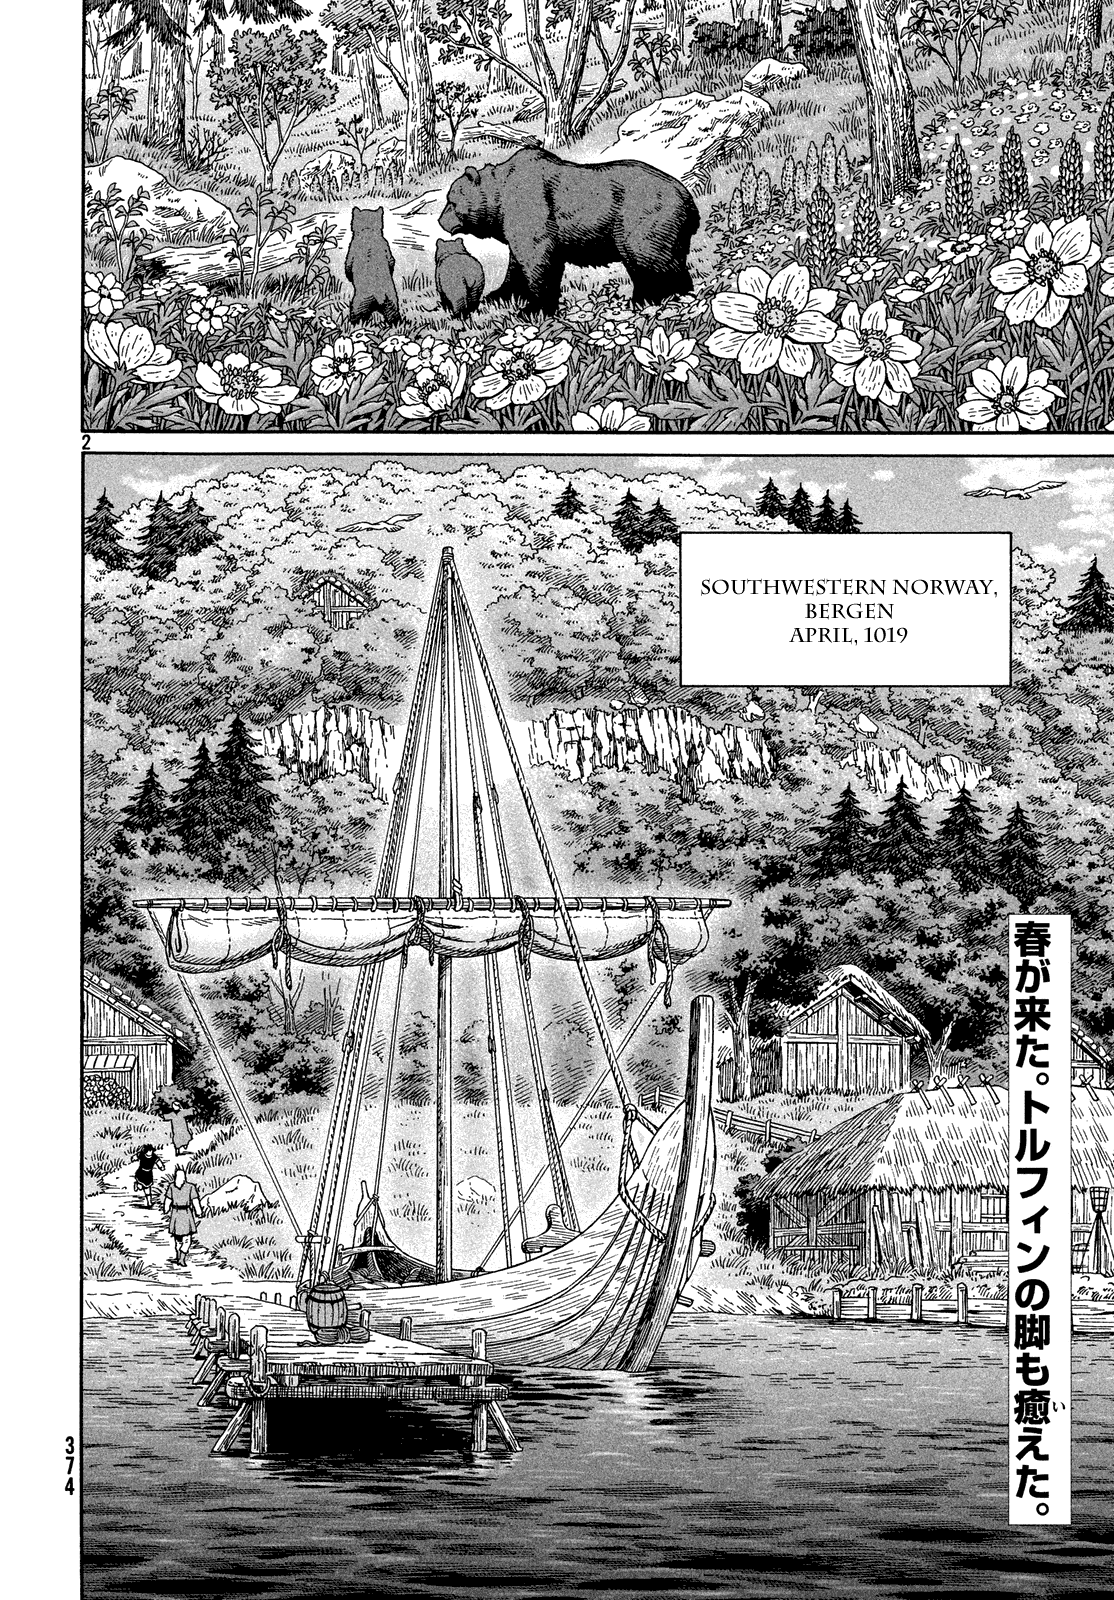 2
SOUTHWESTERN NORWAY,
BERGEN
APRIL, 1019
春が来た。トルフィンの脚も癒えた。
い
374